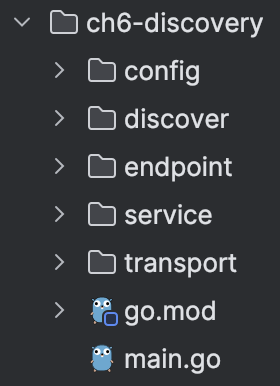 ch6-discovery
config
discover
endpoint
service
transport
go.mod
main.go